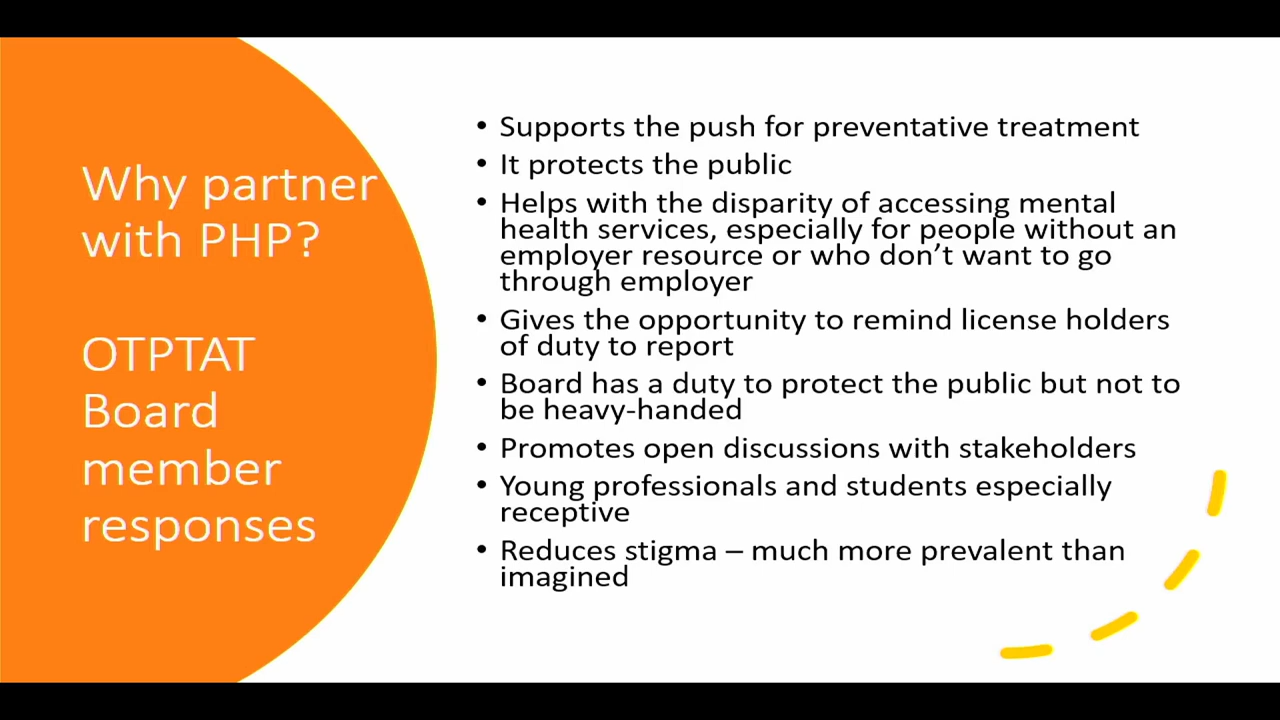 Why partner
with PHP?
OTPTAT
Board
member
responses
• Supports the push for preventative treatment
• It protects the public
• Helps with the disparity of accessing mental
health services, especially for people without an
employer resource or who don’t want to go
through employer
• Gives the opportunity to remind license holders
of duty to report
• Board has a duty to protect the public but not to
be heavy-handed
• Promotes open discussions with stakeholders
• Young professionals and students especially
receptive
• Reduces stigma – much more prevalent than
imagined